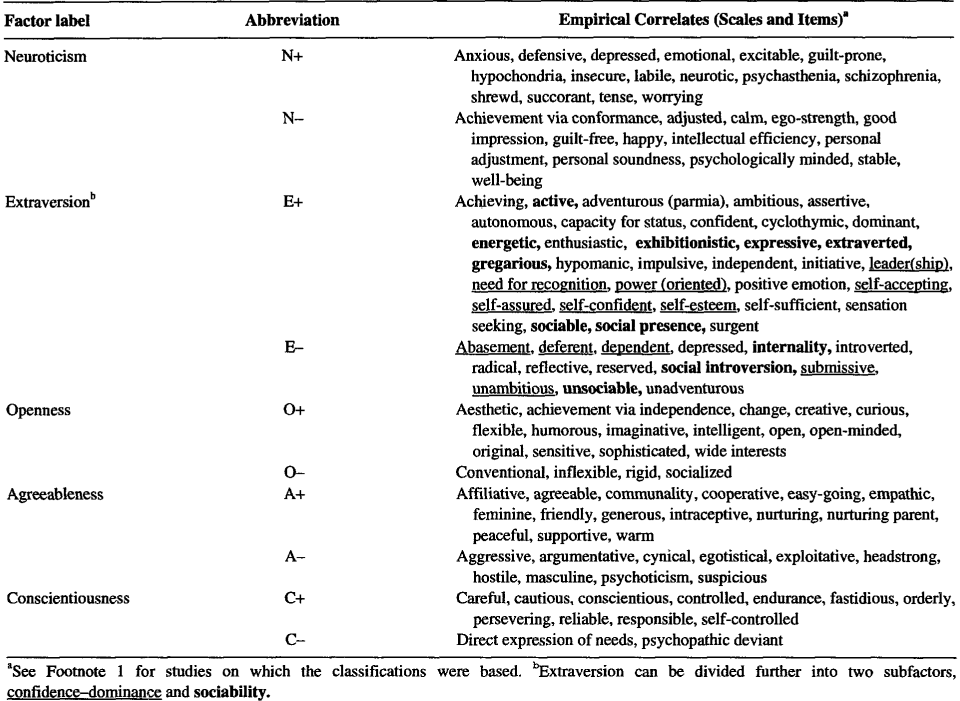 Factor label Abbreviation Empirical Correlates (Scales and Items)a
Neuroticism N+ Anxious, defensive, depressed, emotional, excitable, guilt-prone,
hypochondria, insecure, labile, neurotic, psychasthenia, schizophrenia,
shrewd, succorant, tense, worrying
N– Achievement via conformance, adjusted, calm, ego-strength, good
impression, guilt-free, happy, intellectual efficiency, personal
adjustment, personal soundness, psychologically minded, stable,
well-being
Extraversionb E+ Achieving, active, adventurous (parmia), ambitious, assertive,
autonomous, capacity for status, confident, cyclothymic, dominant,
energetic, enthusiastic, exhibitionistic, expressive, extraverted,
gregarious, hypomanic, impulsive, independent, initiative, leader(ship),
need for recognition, power (oriented), positive emotion, self-accepting,
self-assured, self-confident, self-esteem, self-sufficient, sensation
seeking, sociable, social presence, surgent
E– Abasement, deferent, dependent, depressed, internality, introverted,
radical, reflective, reserved, social introversion, submissive,
unambitious, unsociable, unadventurous
Openness O+ Aesthetic, achievement via independence, change, creative, curious,
flexible, humorous, imaginative, intelligent, open, open-minded,
original, sensitive, sophisticated, wide interests
O– Conventional, inflexible, rigid, socialized
Agreeableness A+ Affiliative, agreeable, communality, cooperative, easy-going, empathic,
feminine, friendly, generous, intraceptive, nurturing, nurturing parent,
peaceful, supportive, warm
A– Aggressive, argumentative, cynical, egotistical, exploitative, headstrong,
hostile, masculine, psychoticism, suspicious
Conscientiousness C+ Careful, cautious, conscientious, controlled, endurance, fastidious, orderly,
persevering, reliable, responsible, self-controlled
C– Direct expression of needs, psychopathic deviant
aSee Footnote 1 for studies on which the classifications were based. bExtraversion can be divided further into two subfactors,
confidence–dominance and sociability.